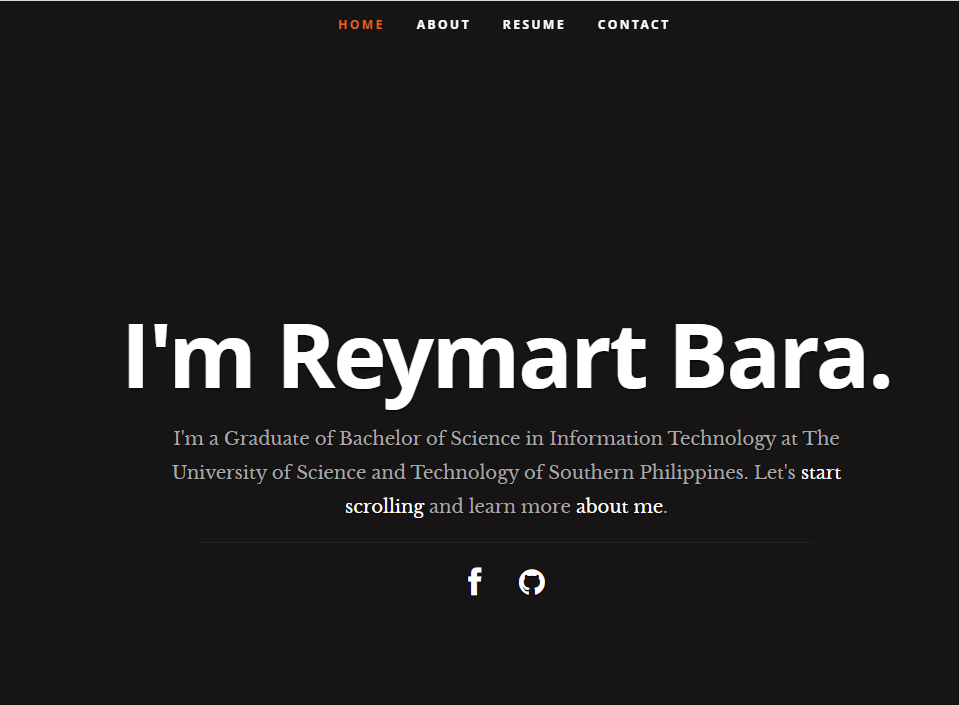 HOME ABOUT RESUME CONTACT
I'm Reymart Bara.
I'm a Graduate of Bachelor of Science in Information Technology at The
University of Science and Technology of Southern Philippines. Let's start
scrolling and learn more about me.